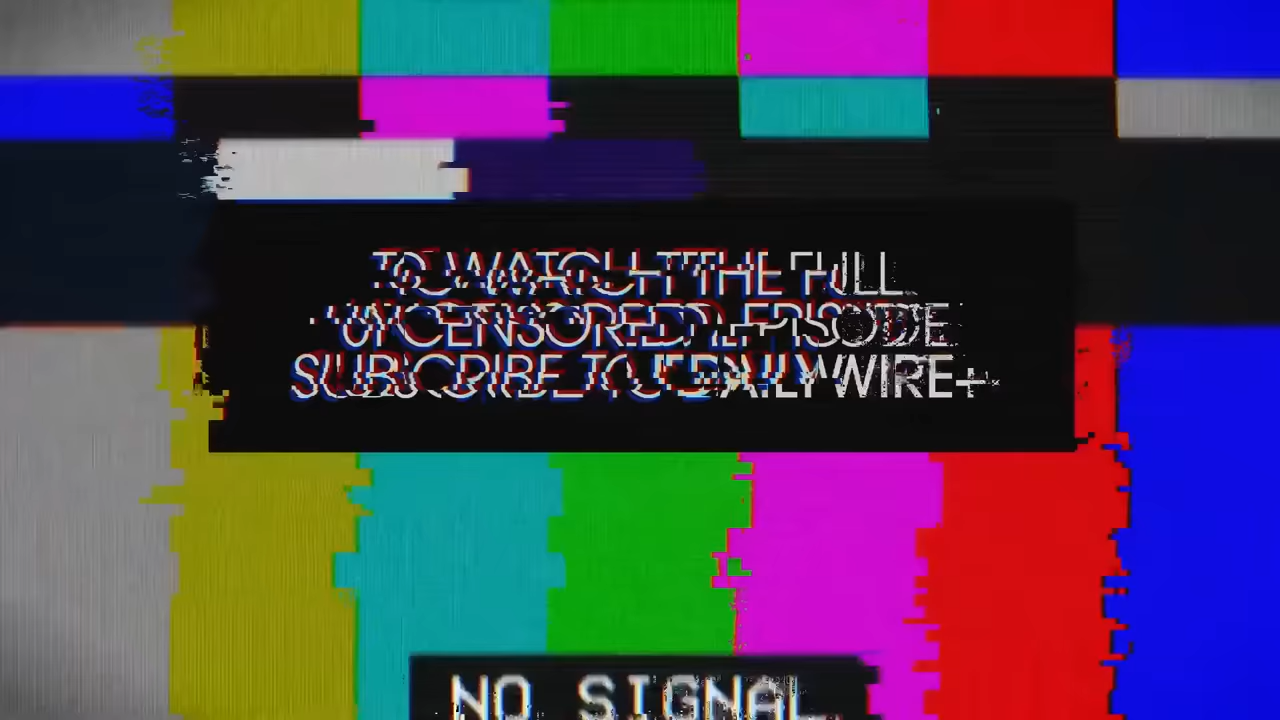 TO WATCH THE FULL
UNCENSORED EPISODE
SUBSCRIBE TO DAILYWIRE+
NO SIGNAL